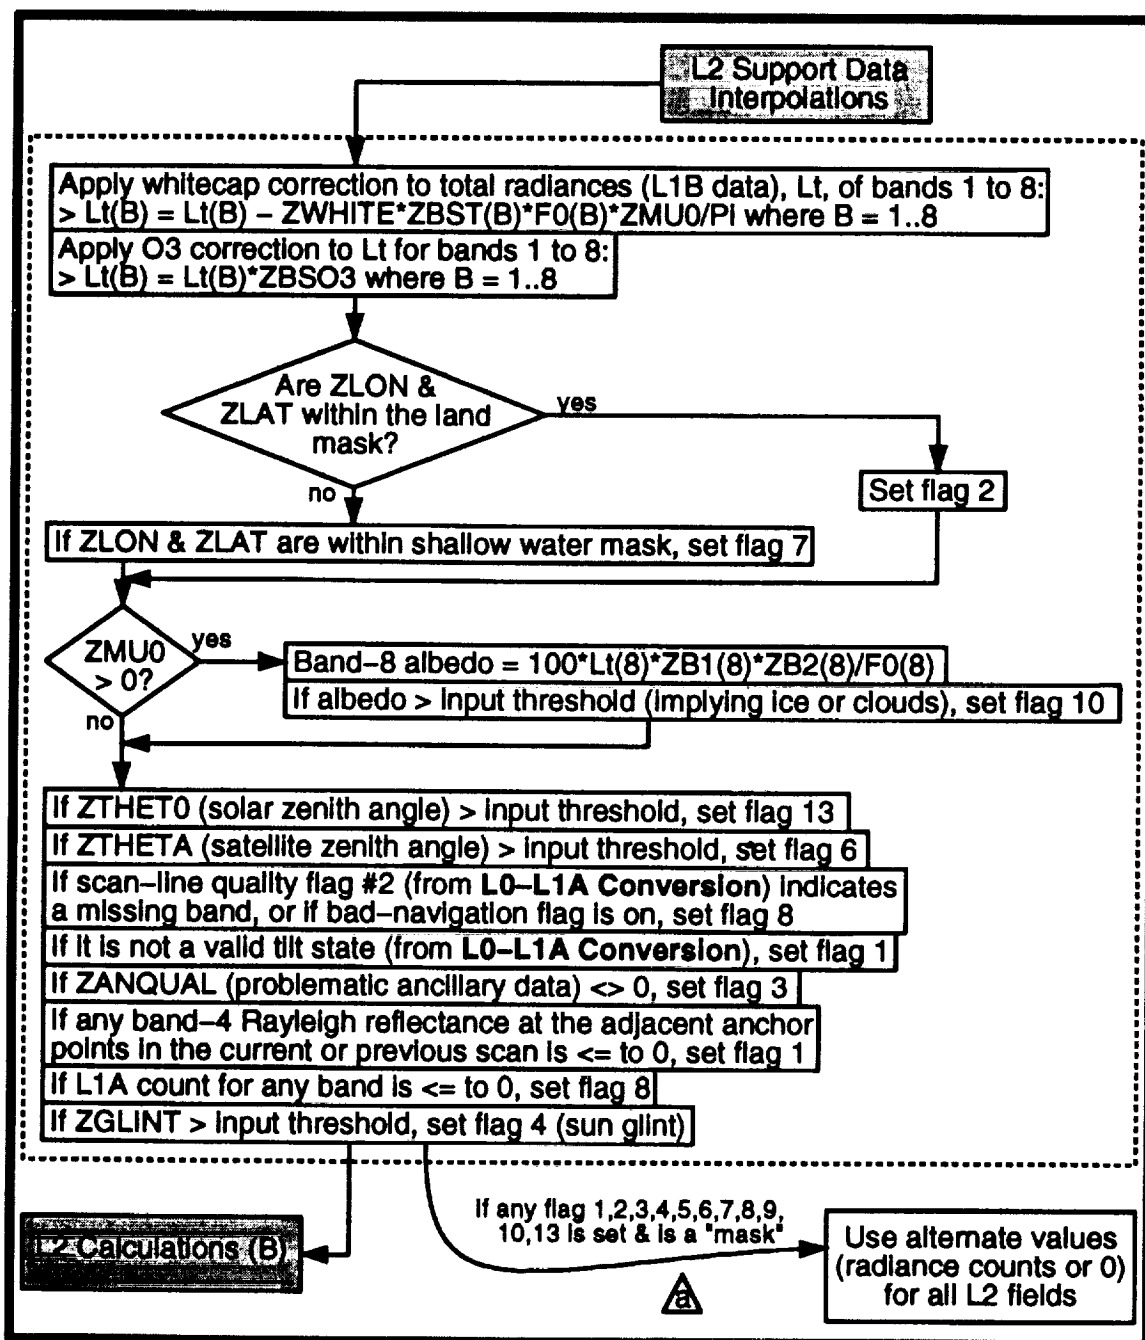 L2 Support Data
Interpolations
Apply whitecap correction to total radiances (L1B data), Lt, of bands 1 to 8:
> Lt(B) = Lt(B) – ZWHITE*ZBST(B)*F0(B)*ZMU0/PI where B = 1..8
Apply O3 correction to Lt for bands 1 to 8:
> Lt(B) = Lt(B)*ZBSO3 where B = 1..8
Are ZLON &
ZLAT within the land
mask?
yes
no
Set flag 2
If ZLON & ZLAT are within shallow water mask, set flag 7
ZMU0
> 0?
yes
no
Band–8 albedo = 100*Lt(8)*ZB1(8)*ZB2(8)/F0(8)
If albedo > input threshold (implying ice or clouds), set flag 10
If ZTHET0 (solar zenith angle) > input threshold, set flag 13
If ZTHETA (satellite zenith angle) > input threshold, set flag 6
If scan–line quality flag #2 (from L0–L1A Conversion) indicates
a missing band, or if bad–navigation flag is on, set flag 8
If it is not a valid tilt state (from L0–L1A Conversion), set flag 1
If ZANQUAL (problematic ancillary data) <> 0, set flag 3
If any band–4 Rayleigh reflectance at the adjacent anchor
points in the current or previous scan is <= to 0, set flag 1
If L1A count for any band is <= to 0, set flag 8
If ZGLINT > input threshold, set flag 4 (sun glint)
L2 Calculations (B)
If any flag 1,2,3,4,5,6,7,8,9,
10,13 is set & is a "mask"
a
Use alternate values
(radiance counts or 0)
for all L2 fields